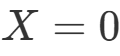 X = 0